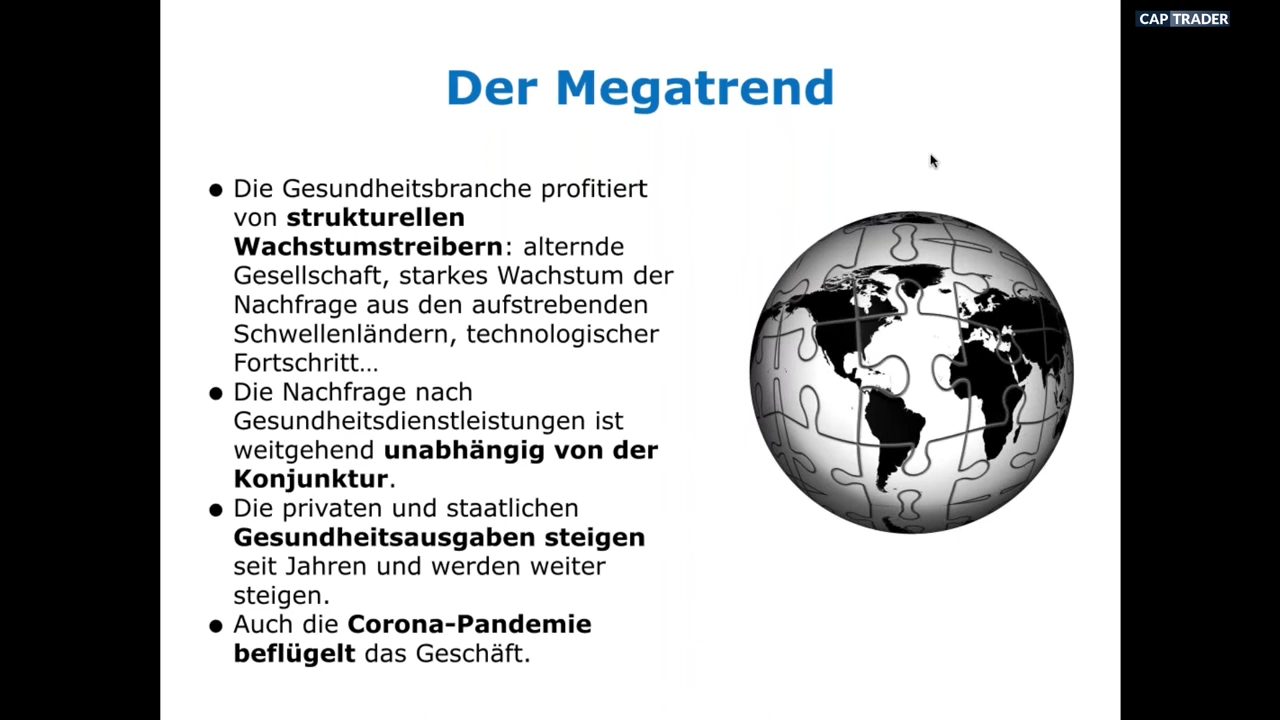 CAP TRADER
Der Megatrend
● Die Gesundheitsbranche profitiert
von strukturellen
Wachstumstreibern: alternde
Gesellschaft, starkes Wachstum der
Nachfrage aus den aufstrebenden
Schwellenländern, technologischer
Fortschritt…
● Die Nachfrage nach
Gesundheitsdienstleistungen ist
weitgehend unabhängig von der
Konjunktur.
● Die privaten und staatlichen
Gesundheitsausgaben steigen
seit Jahren und werden weiter
steigen.
● Auch die Corona-Pandemie
beflügelt das Geschäft.